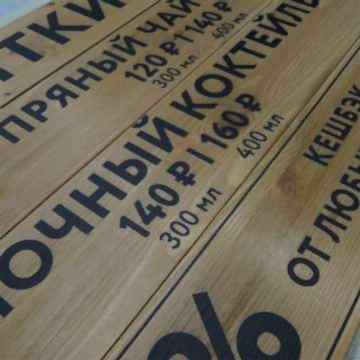 ТКИ
ПРЯНЫЙ ЧАЙ
120 ₽ | 140 ₽
300 мл 400 мл
ОЧНЫЙ КОКТЕЙЛЬ
140 ₽ | 160 ₽
300 мл 400 мл
КЕШБЭК
ОТ ЛЮБЫ
%